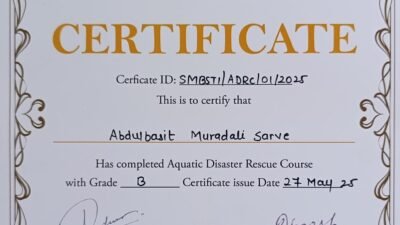 CERTIFICATE
Cerficate ID: SMBSTI/ADRC/01/2025
This is to certify that
Abdulbasit Muradali Sarve
Has completed Aquatic Disaster Rescue Course
with Grade B Certificate issue Date 27 May 25